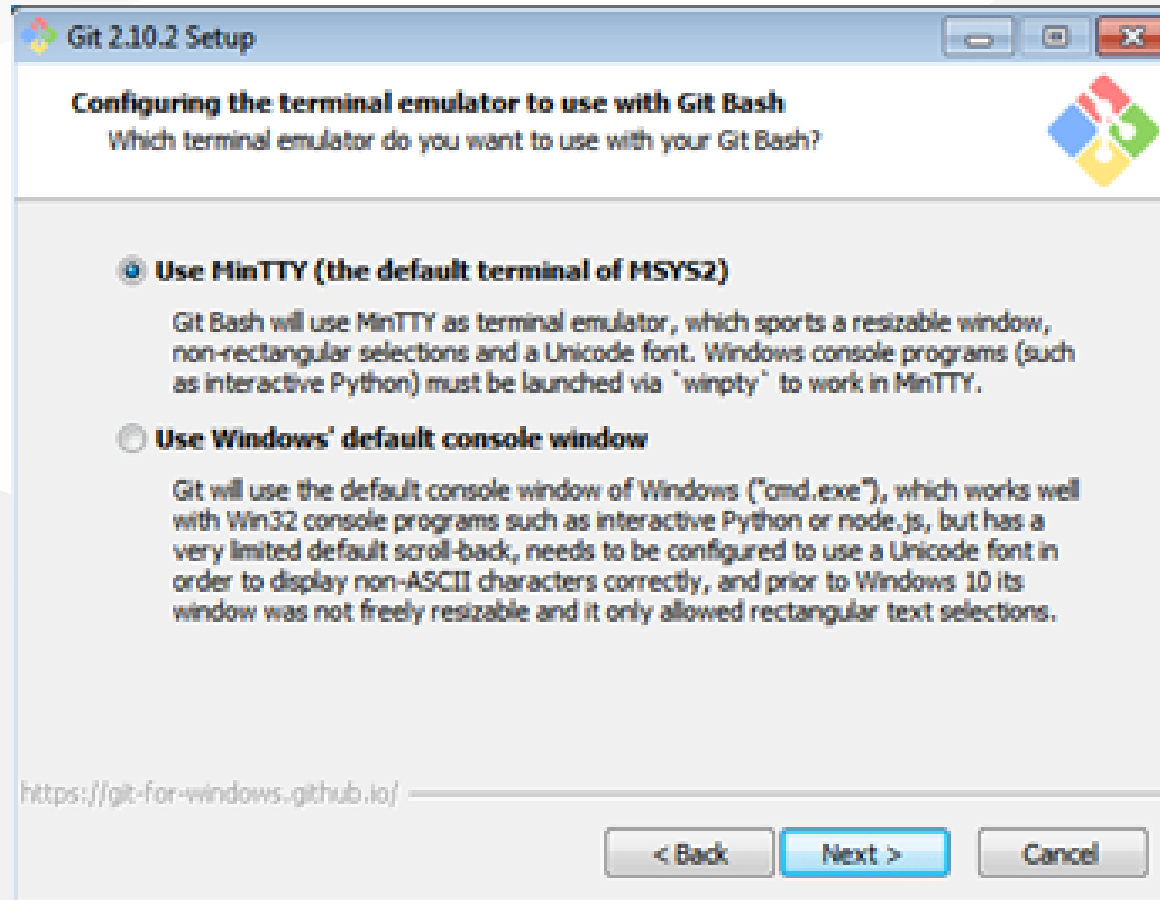 Git 2.10.2 Setup
Configuring the terminal emulator to use with Git Bash
Which terminal emulator do you want to use with your Git Bash?
Use MinTTY (the default terminal of MSYS2)
Git Bash will use MinTTY as terminal emulator, which sports a resizable window,
non-rectangular selections and a Unicode font. Windows console programs (such
as interactive Python) must be launched via `winpty` to work in MinTTY.
Use Windows' default console window
Git will use the default console window of Windows ("cmd.exe"), which works well
with Win32 console programs such as interactive Python or node.js, but has a
very limited default scroll-back, needs to be configured to use a Unicode font in
order to display non-ASCII characters correctly, and prior to Windows 10 its
window was not freely resizable and it only allowed rectangular text selections.
https://git-for-windows.github.io/
< Back Next > Cancel